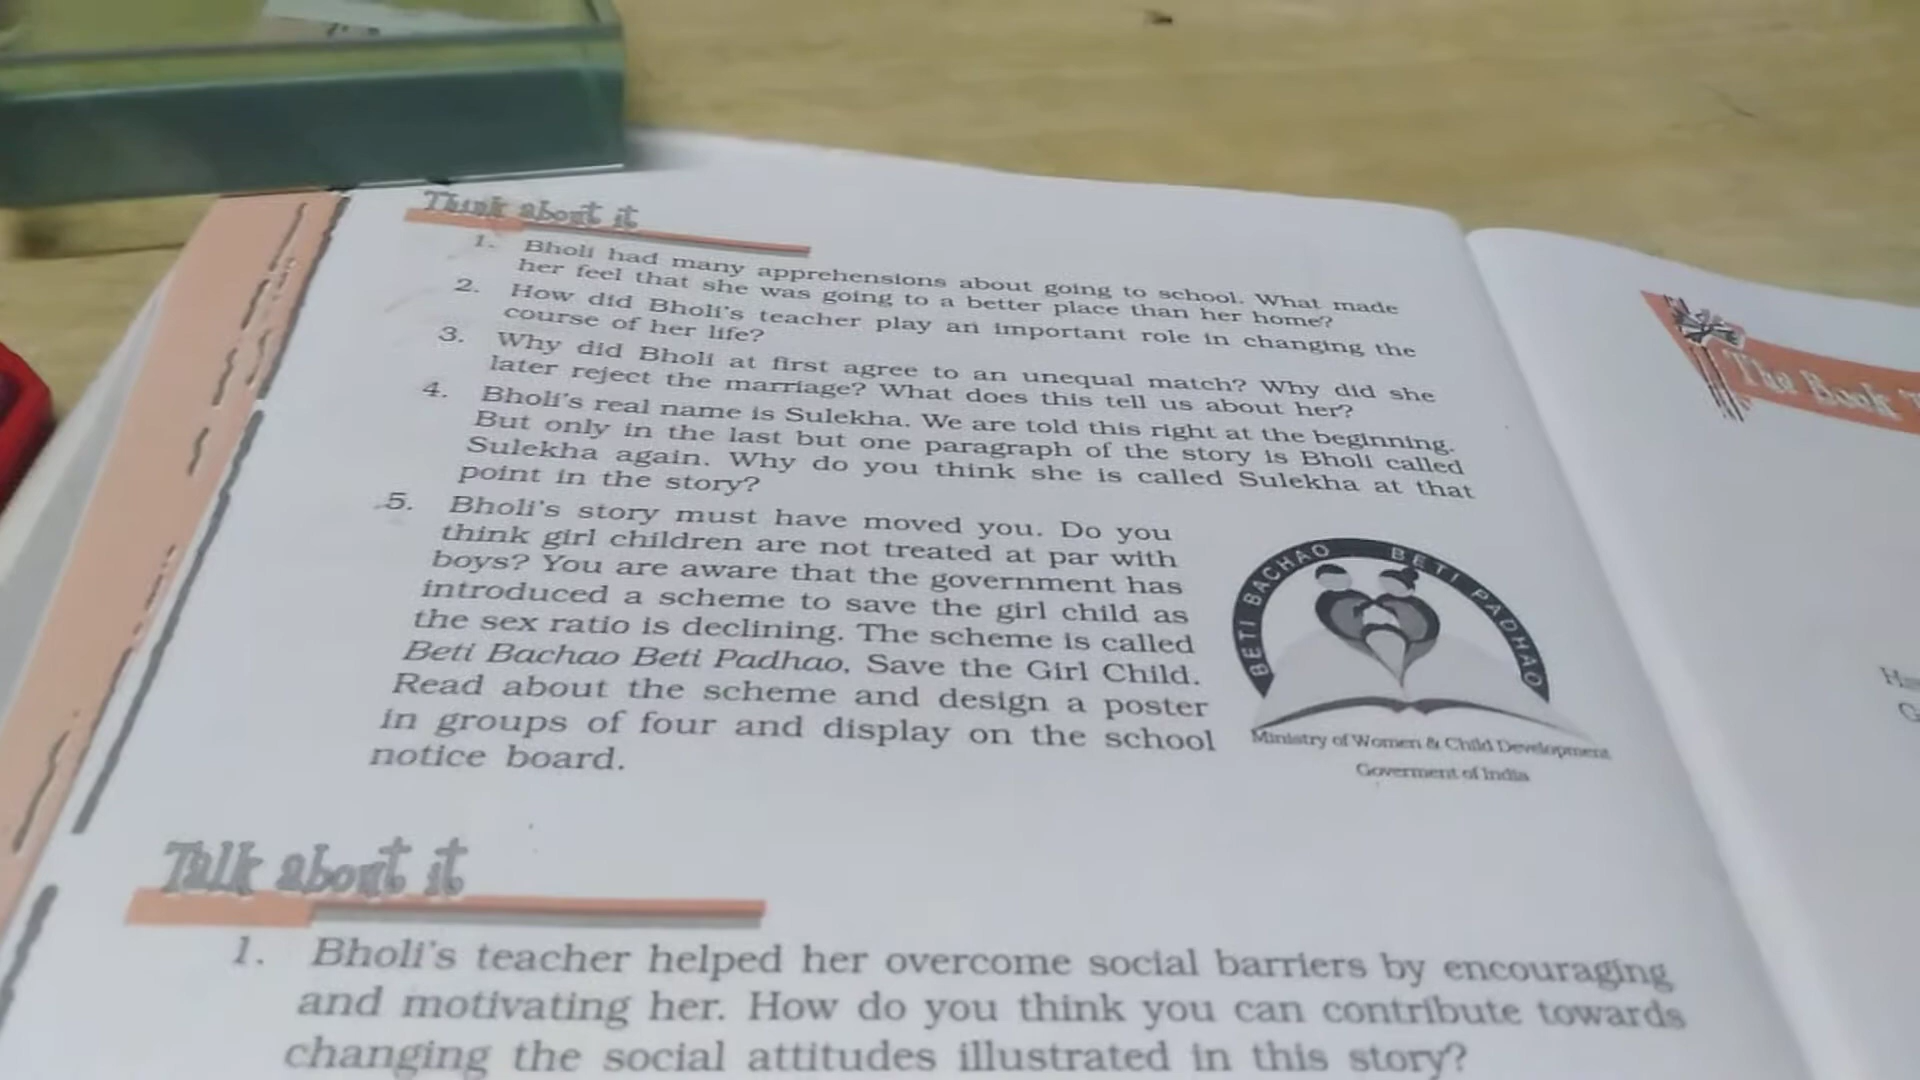 Think about it
1. Bholi had many apprehensions about going to school. What made
her feel that she was going to a better place than her home?
2. How did Bholi's teacher play an important role in changing the
course of her life?
3. Why did Bholi at first agree to an unequal match? Why did she
later reject the marriage? What does this tell us about her?
4. Bholi's real name is Sulekha. We are told this right at the beginning.
But only in the last but one paragraph of the story is Bholi called
Sulekha again. Why do you think she is called Sulekha at that
point in the story?
5. Bholi's story must have moved you. Do you
think girl children are not treated at par with
boys? You are aware that the government has
introduced a scheme to save the girl child as
the sex ratio is declining. The scheme is called
Beti Bachao Beti Padhao, Save the Girl Child.
Read about the scheme and design a poster
in groups of four and display on the school
notice board.
BETI BACHAO BETI PADHAO
Ministry of Women & Child Development
Goverment of India
Talk about it
1. Bholi's teacher helped her overcome social barriers by encouraging
and motivating her. How do you think you can contribute towards
changing the social attitudes illustrated in this story?
The Book